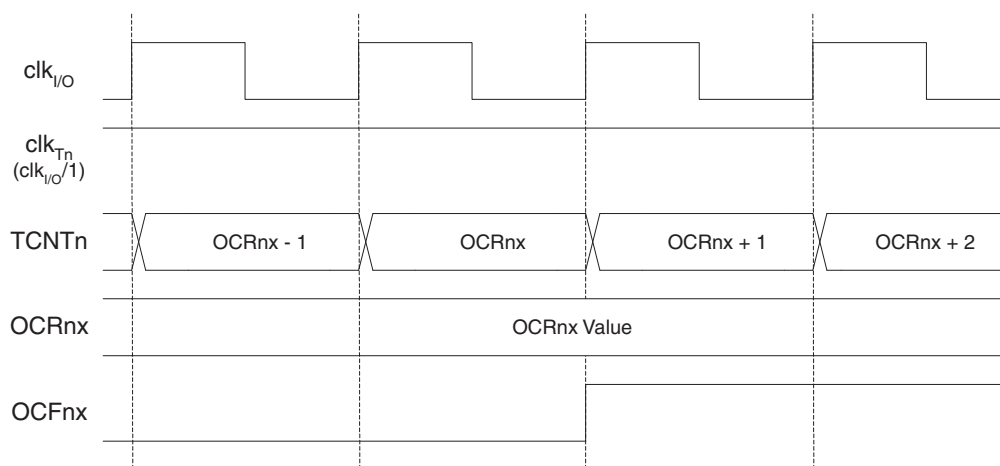 clkI/O
clkTn
(clkI/O/1)
TCNTn
OCRnx - 1
OCRnx
OCRnx + 1
OCRnx + 2
OCRnx
OCRnx Value
OCFnx